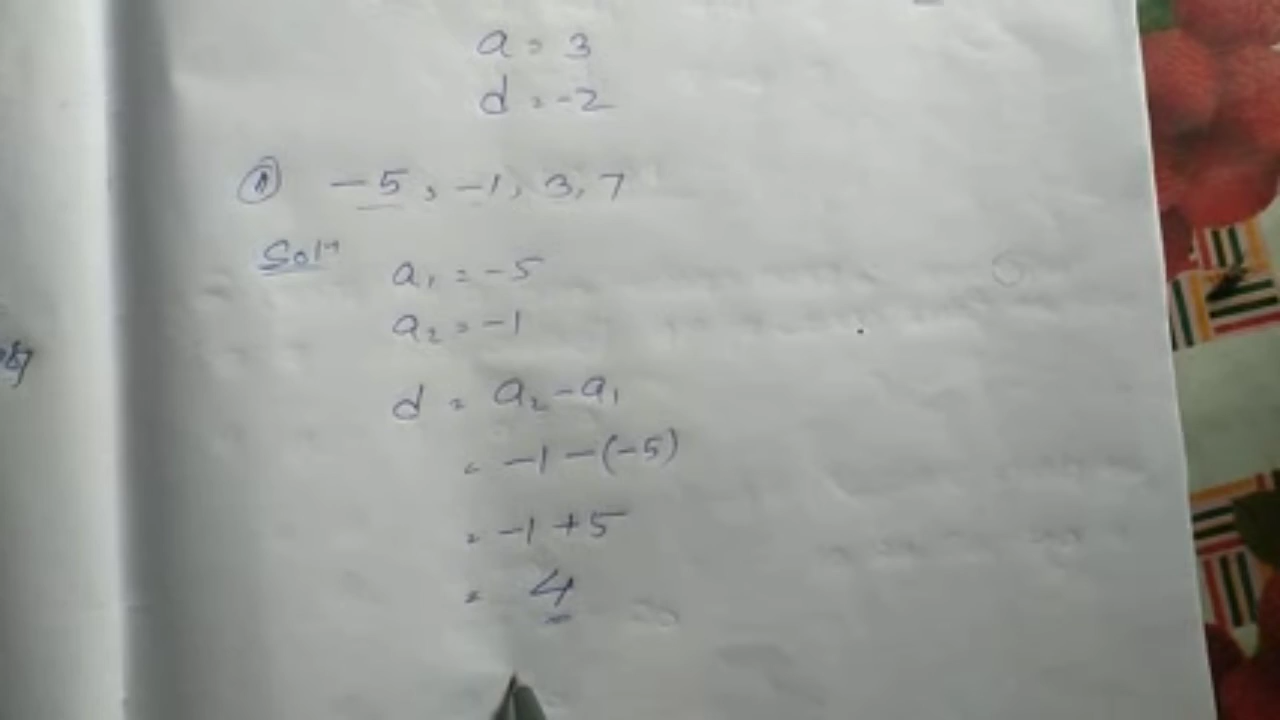 a = 3
d = -2
-5, -1, 3, 7
Soln
a₁ = -5
a₂ = -1
d = a₂ - a₁
= -1 - (-5)
= -1 + 5
= 4